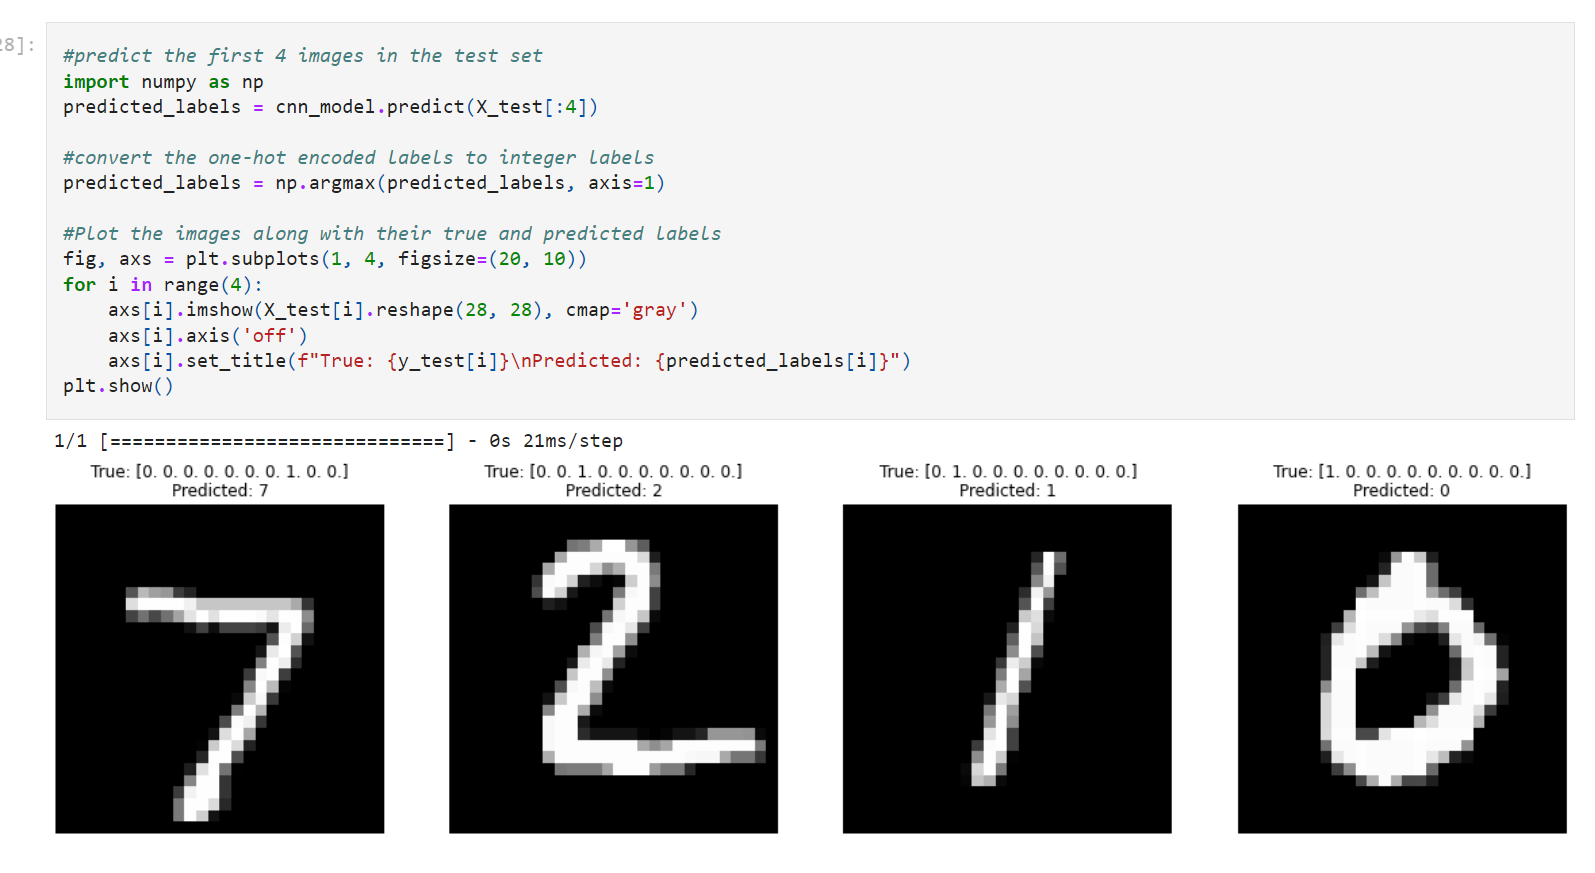 28]:
#predict the first 4 images in the test set
import numpy as np
predicted_labels = cnn_model.predict(X_test[:4])
#convert the one-hot encoded labels to integer labels
predicted_labels = np.argmax(predicted_labels, axis=1)
#Plot the images along with their true and predicted labels
fig, axs = plt.subplots(1, 4, figsize=(20, 10))
for i in range(4):
    axs[i].imshow(X_test[i].reshape(28, 28), cmap='gray')
    axs[i].axis('off')
    axs[i].set_title(f"True: {y_test[i]}\nPredicted: {predicted_labels[i]}")
plt.show()
1/1 [==============================] - 0s 21ms/step
True: [0. 0. 0. 0. 0. 0. 0. 1. 0. 0.]
Predicted: 7
True: [0. 0. 1. 0. 0. 0. 0. 0. 0. 0.]
Predicted: 2
True: [0. 1. 0. 0. 0. 0. 0. 0. 0. 0.]
Predicted: 1
True: [1. 0. 0. 0. 0. 0. 0. 0. 0. 0.]
Predicted: 0
7
2
1
0